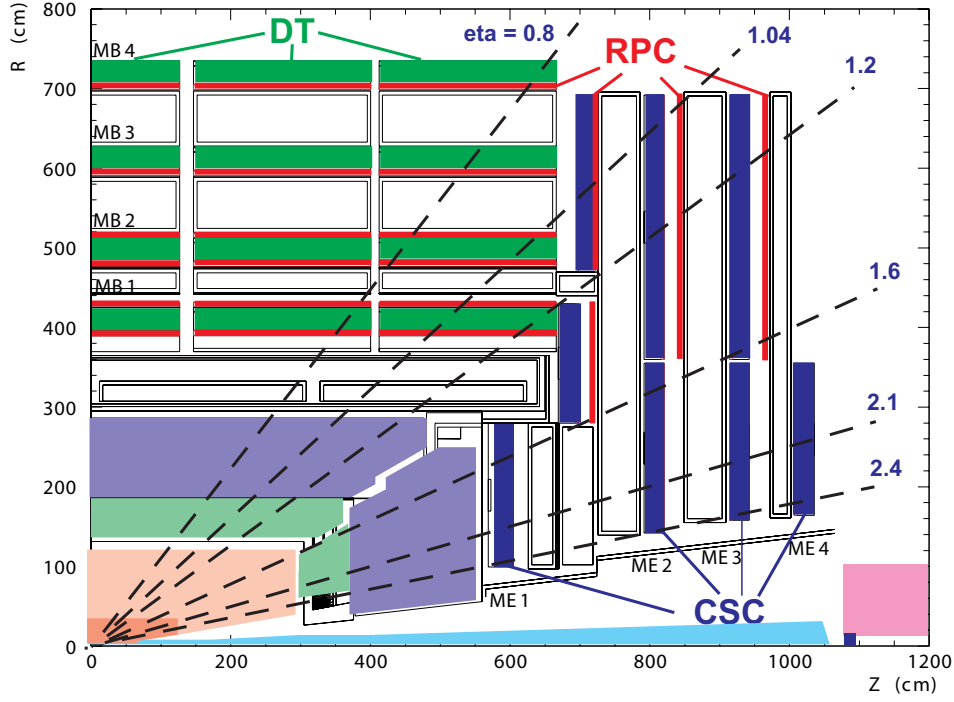 800
R (cm)
MB 4
DT
eta = 0.8
1.04
RPC
1.2
700
MB 3
600
MB 2
500
MB 1
1.6
400
300
2.1
2.4
200
100
ME 1
ME 2
ME 3
ME 4
CSC
0
0
200
400
600
800
1000
1200
Z (cm)